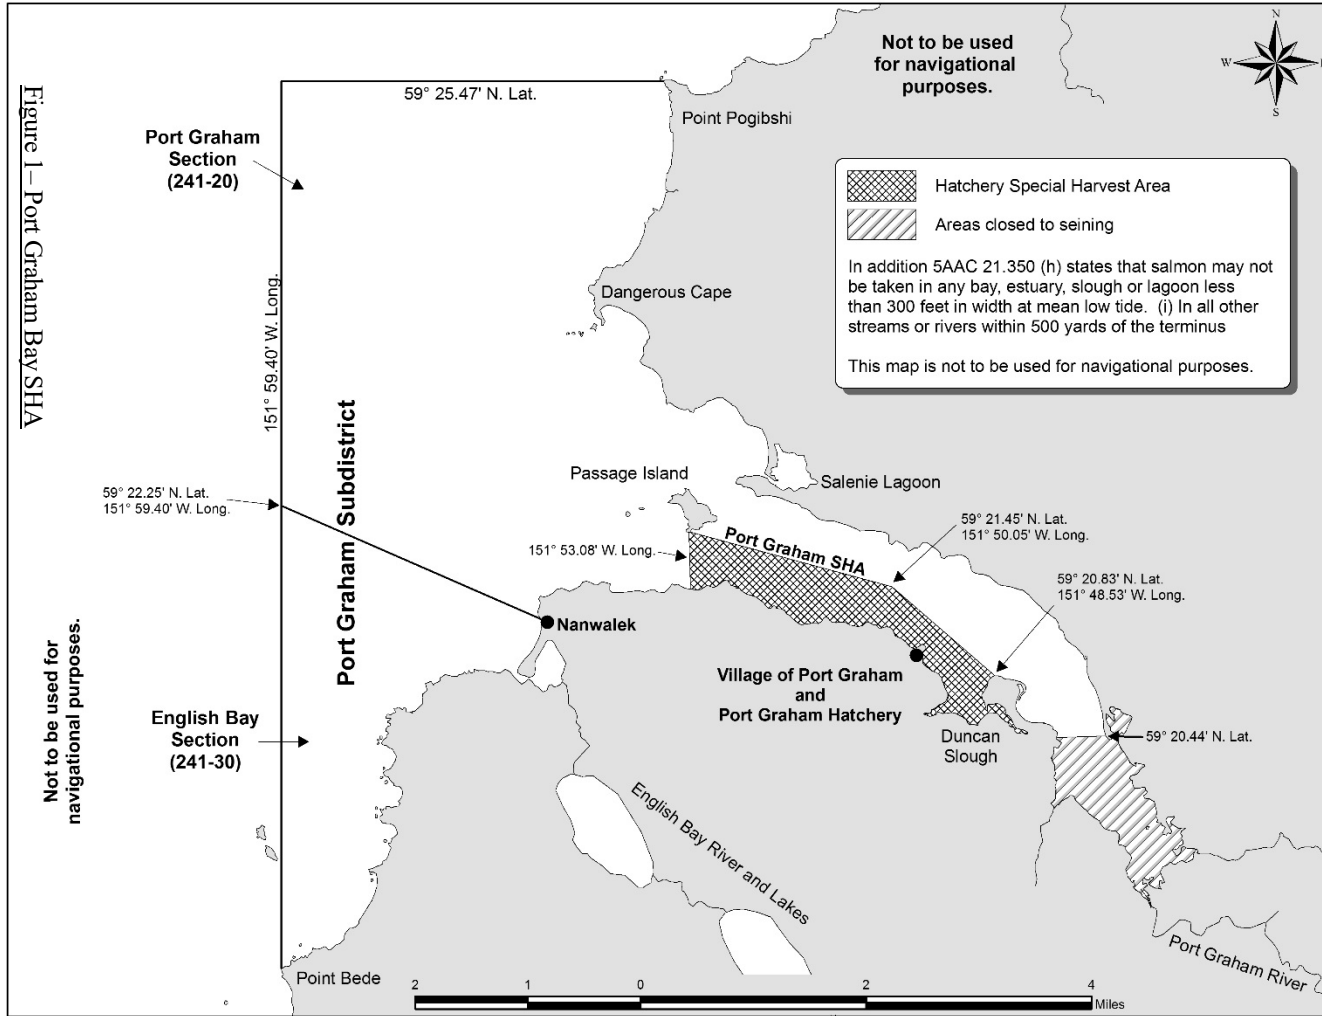 Figure 1– Port Graham Bay SHA
Not to be used for
navigational purposes.
59° 25.47' N. Lat.
Port Graham
Section
(241-20)
151° 59.40' W. Long.
Port Graham Subdistrict
59° 22.25' N. Lat.
151° 59.40' W. Long.
English Bay
Section
(241-30)
Point Bede
Not to be used
for navigational
purposes.
N
W
E
S
Point Pogibshi
Hatchery Special Harvest Area
Areas closed to seining
In addition 5AAC 21.350 (h) states that salmon may not
be taken in any bay, estuary, slough or lagoon less
than 300 feet in width at mean low tide.  (i) In all other
streams or rivers within 500 yards of the terminus
This map is not to be used for navigational purposes.
Dangerous Cape
Passage Island
Salenie Lagoon
151° 53.08' W. Long.
Port Graham SHA
59° 21.45' N. Lat.
151° 50.05' W. Long.
59° 20.83' N. Lat.
151° 48.53' W. Long.
Nanwalek
Village of Port Graham
and
Port Graham Hatchery
Duncan
Slough
59° 20.44' N. Lat.
English Bay River and Lakes
Port Graham River
2 1 0 2 4
Miles